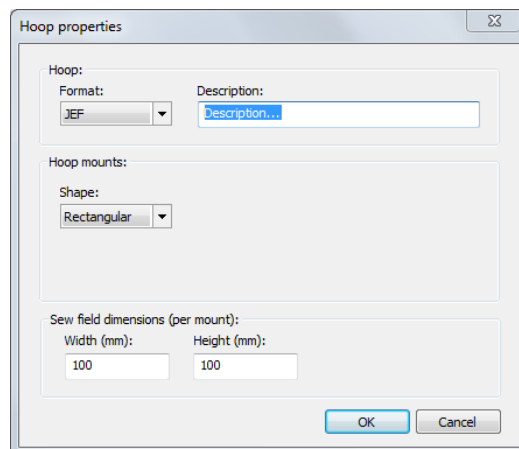 Hoop properties
Hoop:
Format: Description:
JEF Description...
Hoop mounts:
Shape:
Rectangular
Sew field dimensions (per mount):
Width (mm): Height (mm):
100 100
OK Cancel